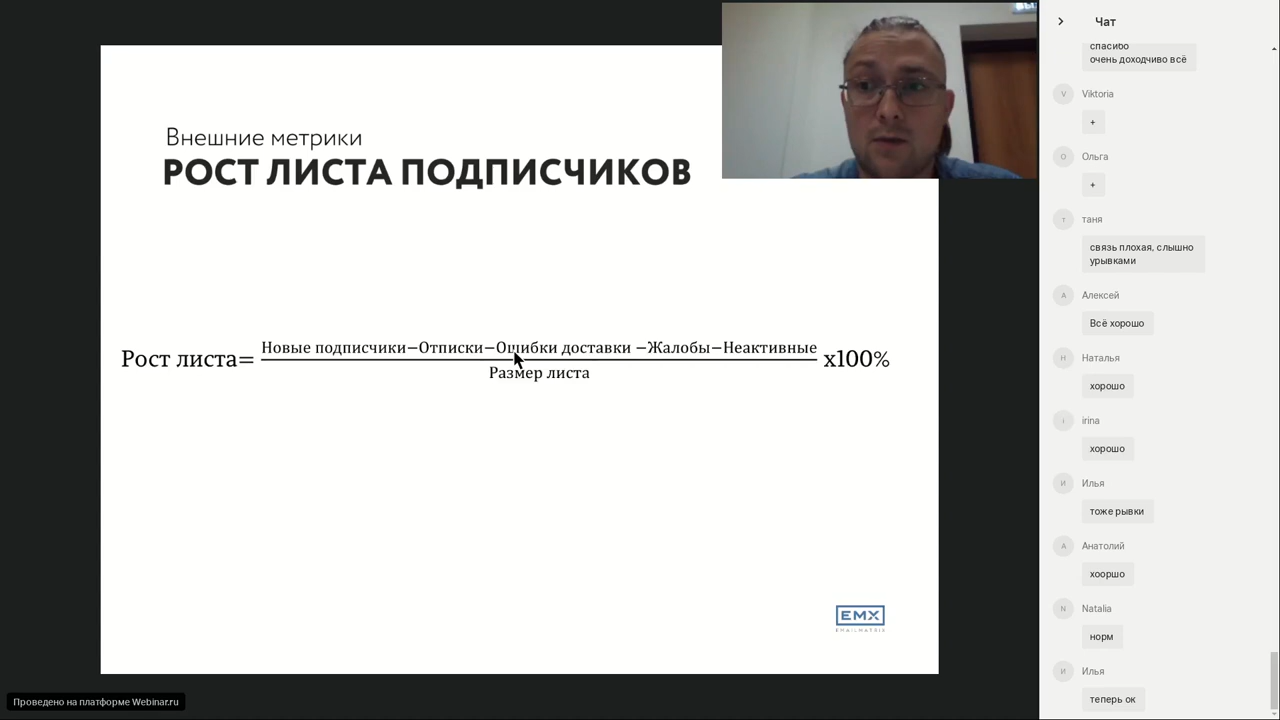 Внешние метрики
РОСТ ЛИСТА ПОДПИСЧИКОВ
Рост листа= Новые подписчики−Отписки−Ошибки доставки −Жалобы−Неактивные x100%
Размер листа
EMX
EMAILMATRIX
Проведено на платформе Webinar.ru
Чат
спасибо
очень доходчиво всё
V Viktoria
+
О Ольга
+
т таня
связь плохая, слышно
урывками
А Алексей
Всё хорошо
Н Наталья
хорошо
i irina
хорошо
И Илья
тоже рывки
А Анатолий
хооршо
N Natalia
норм
И Илья
теперь ок